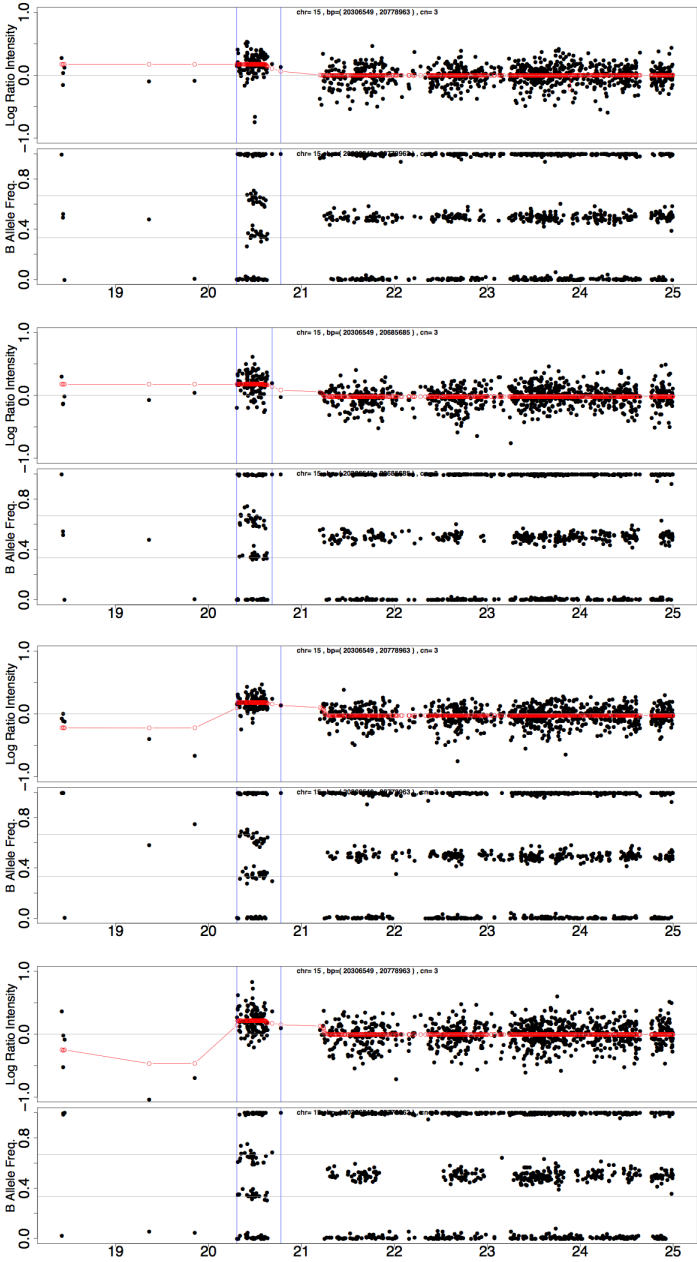 chr= 15 , bp=( 20306549 , 20778963 ) , cn= 3
Log Ratio Intensity
−1.0 0.0 1.0
B Allele Freq.
0.0 0.4 0.8
19 20 21 22 23 24 25
chr= 15 , bp=( 20306549 , 20685685 ) , cn= 3
Log Ratio Intensity
−1.0 0.0 1.0
B Allele Freq.
0.0 0.4 0.8
19 20 21 22 23 24 25
chr= 15 , bp=( 20306549 , 20778963 ) , cn= 3
Log Ratio Intensity
−1.0 0.0 1.0
B Allele Freq.
0.0 0.4 0.8
19 20 21 22 23 24 25
chr= 15 , bp=( 20306549 , 20778963 ) , cn= 3
Log Ratio Intensity
−1.0 0.0 1.0
B Allele Freq.
0.0 0.4 0.8
19 20 21 22 23 24 25